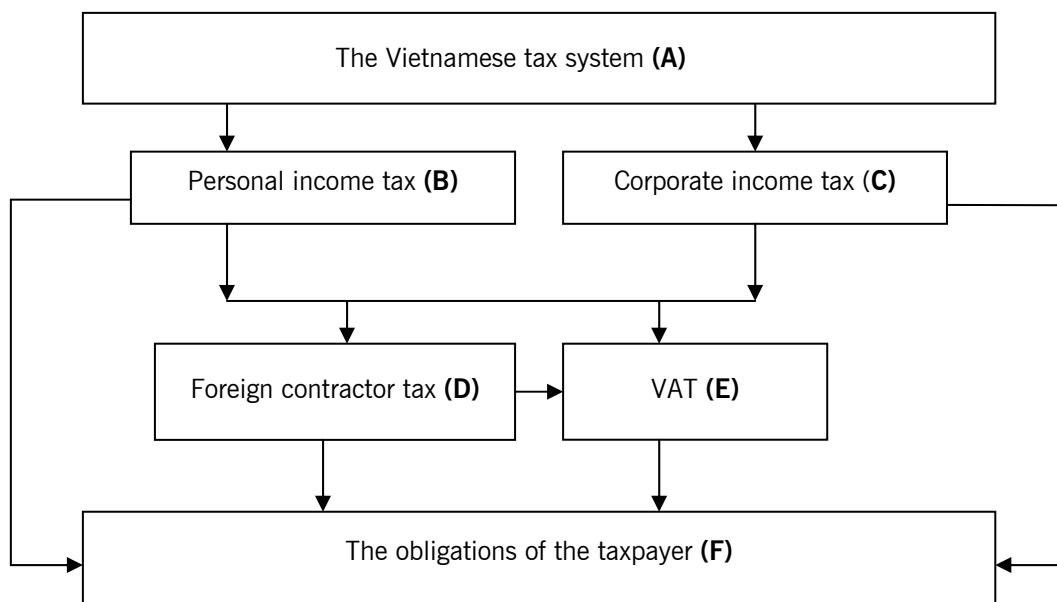 The Vietnamese tax system (A)
Personal income tax (B)
Corporate income tax (C)
Foreign contractor tax (D)
VAT (E)
The obligations of the taxpayer (F)